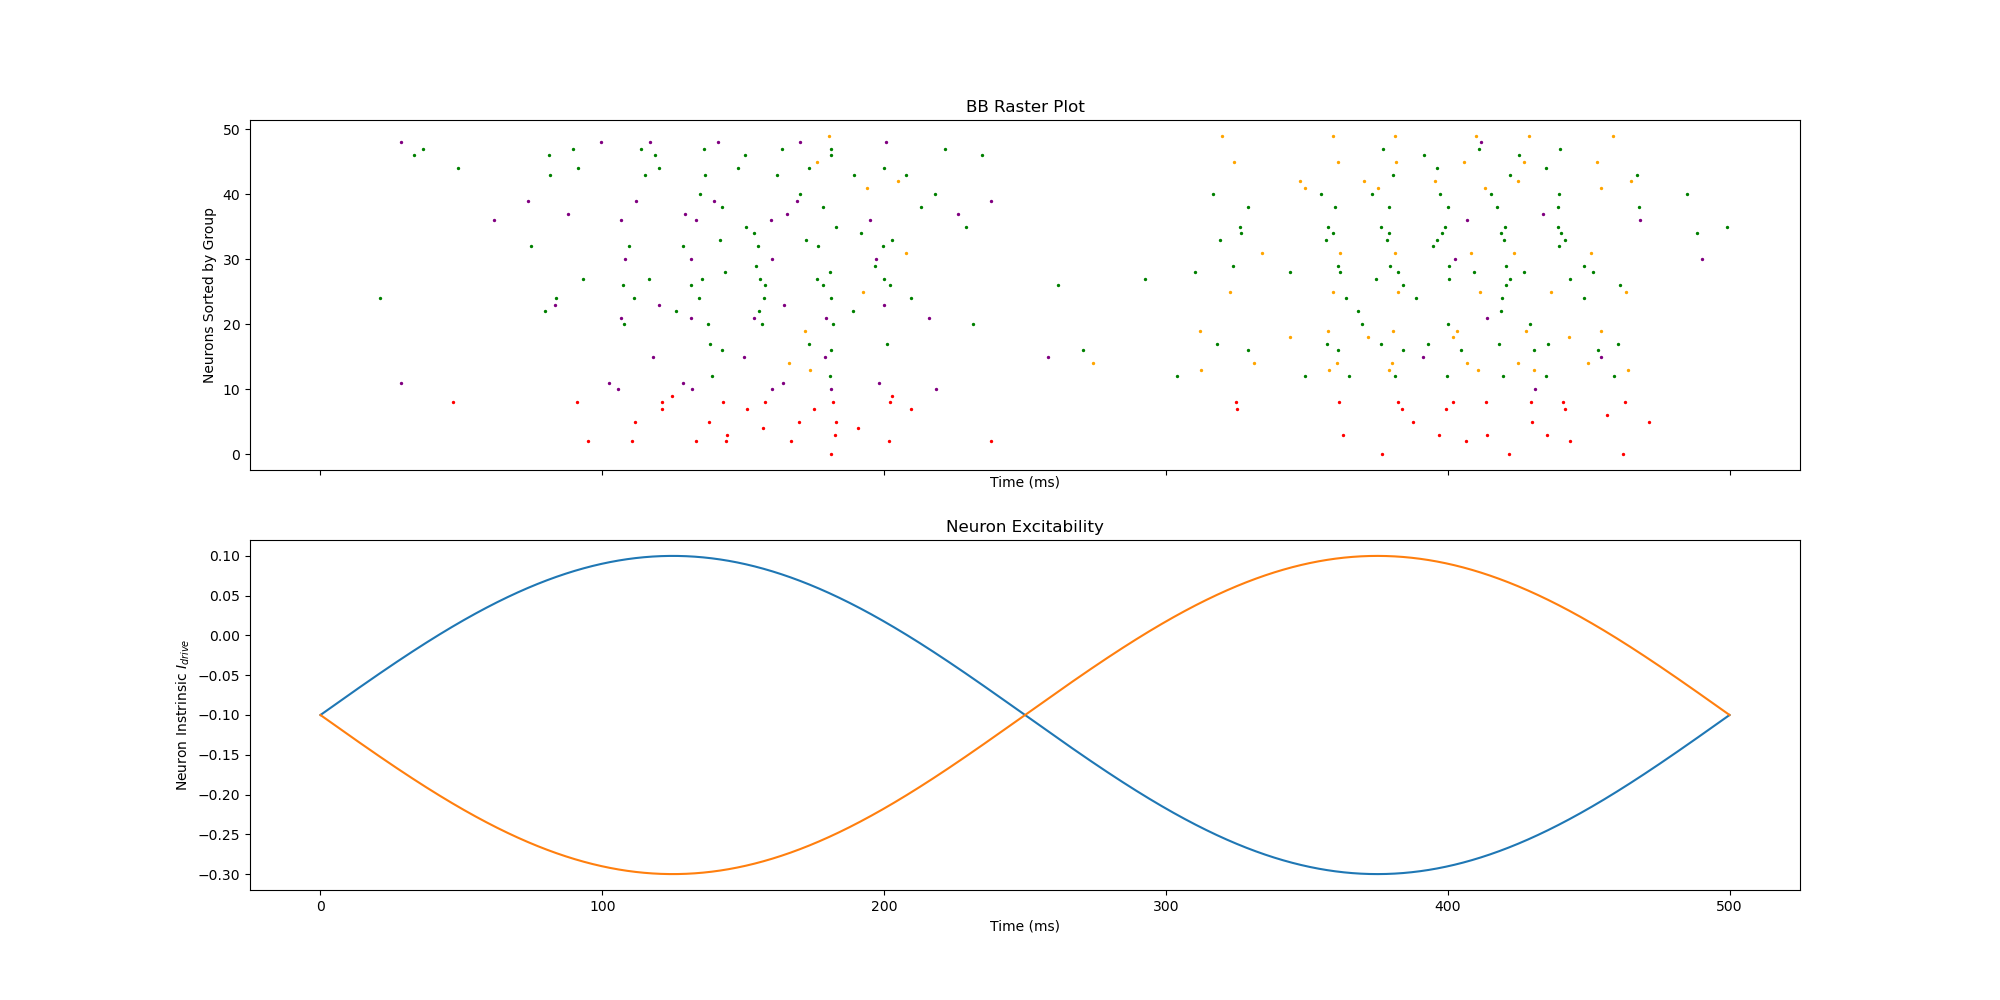 BB Raster Plot
50
40
30
20
10
0
Neurons Sorted by Group
Time (ms)
Neuron Excitability
0.10
0.05
0.00
−0.05
−0.10
−0.15
−0.20
−0.25
−0.30
Neuron Instrinsic I_drive
0 100 200 300 400 500
Time (ms)